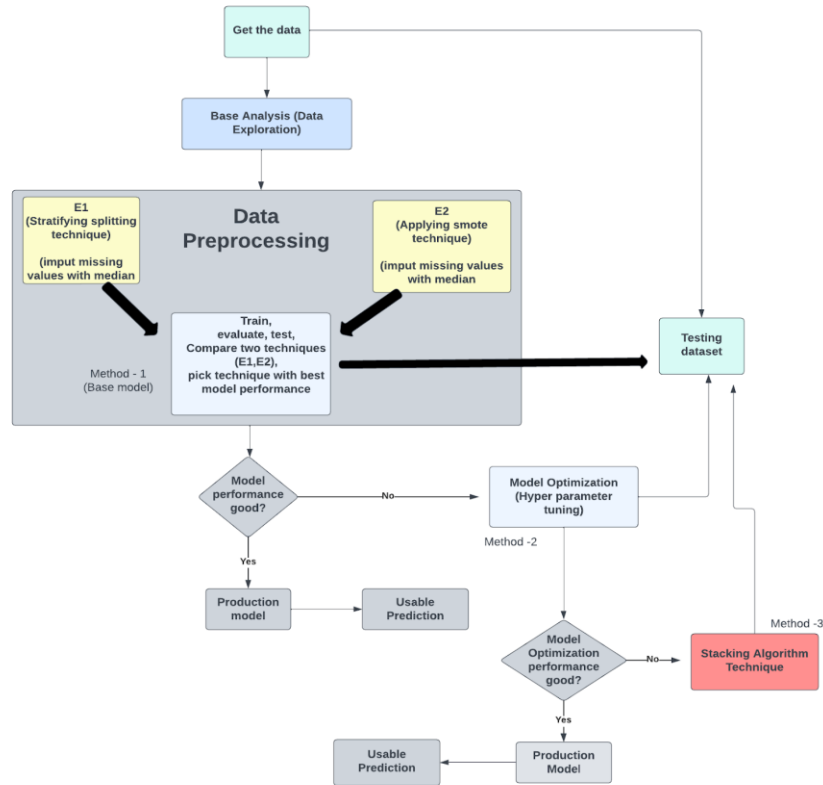 Get the data
Base Analysis (Data
Exploration)
E1
(Stratifying splitting
technique)
(imput missing
values with median
Data
Preprocessing
E2
(Applying smote
technique)
(imput missing values
with median
Train,
evaluate, test,
Compare two techniques
(E1,E2),
pick technique with best
model performance
Method - 1
(Base model)
Testing
dataset
Model
performance
good?
No
Model Optimization
(Hyper parameter
tuning)
Method -2
Yes
Production
model
Usable
Prediction
Method -3
Model
Optimization
performance
good?
No
Stacking Algorithm
Technique
Yes
Usable
Prediction
Production
Model